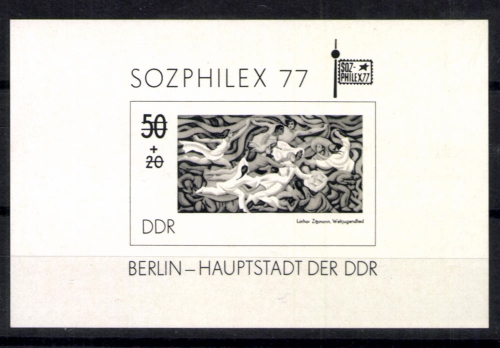 SOZPHILEX 77
SOZ-
PHILEX77
50
+
20
DDR
Lothar Zitzmann, Weltjugendlied
BERLIN – HAUPTSTADT DER DDR